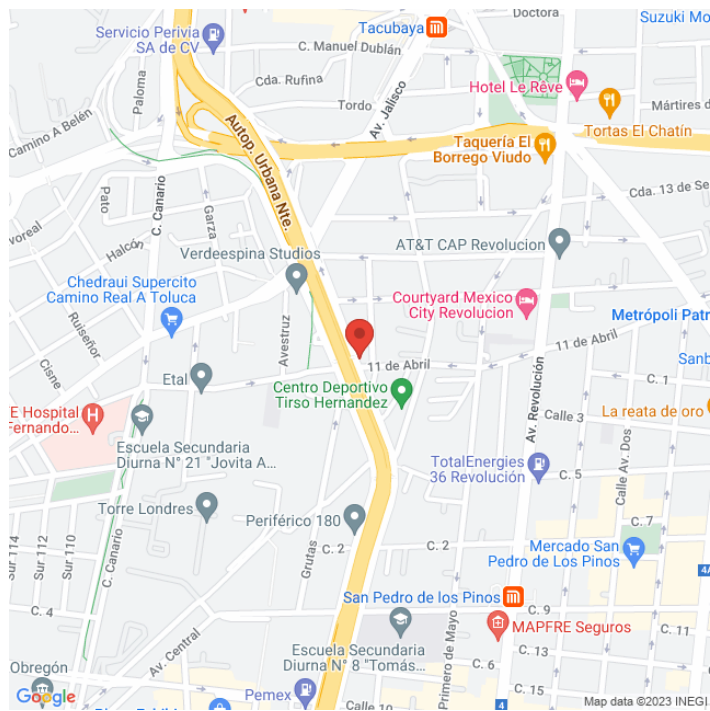 Doctora
Suzuki Mo
Tacubaya
Servicio Perivia
SA de CV
C. Manuel Dublán
Cda. Rufina
Paloma
Tordo
Av. Jalisco
Hotel Le Rêve
Mártires d
Tortas El Chatín
Camino A Belén
Autop. Urbana Nte.
Taquería El
Borrego Viudo
Cda. 13 de Se
Pato
C. Canario
Garza
voreal
Halcón
Verdeespina Studios
AT&T CAP Revolucion
Chedraui Supercito
Camino Real A Toluca
Courtyard Mexico
City Revolucion
Metrópoli Patr
Ruiseñor
Avestruz
11 de Abril
11 de Abril
Sanb
Cisne
Etal
C. 1
Centro Deportivo
Tirso Hernandez
Av. Revolución
E Hospital
Fernando...
Calle 3
La reata de oro
Escuela Secundaria
Diurna N° 21 "Jovita A...
TotalEnergies
36 Revolución
C. 5
Calle Av. Dos
Torre Londres
Periférico 180
C. 7
Sur 114
Sur 112
Sur 110
C. Canario
Grutas
C. 2
C. 2
Mercado San
Pedro de Los Pinos
4A
San Pedro de los Pinos
4
C. 9
C. 4
MAPFRE Seguros
C. 11
Av. Central
Escuela Secundaria
Diurna N° 8 "Tomás...
Primero de Mayo
C. 13
C. 6
C. 15
Obregón
Google
Pemex
Calle 10
Map data ©2023 INEGI